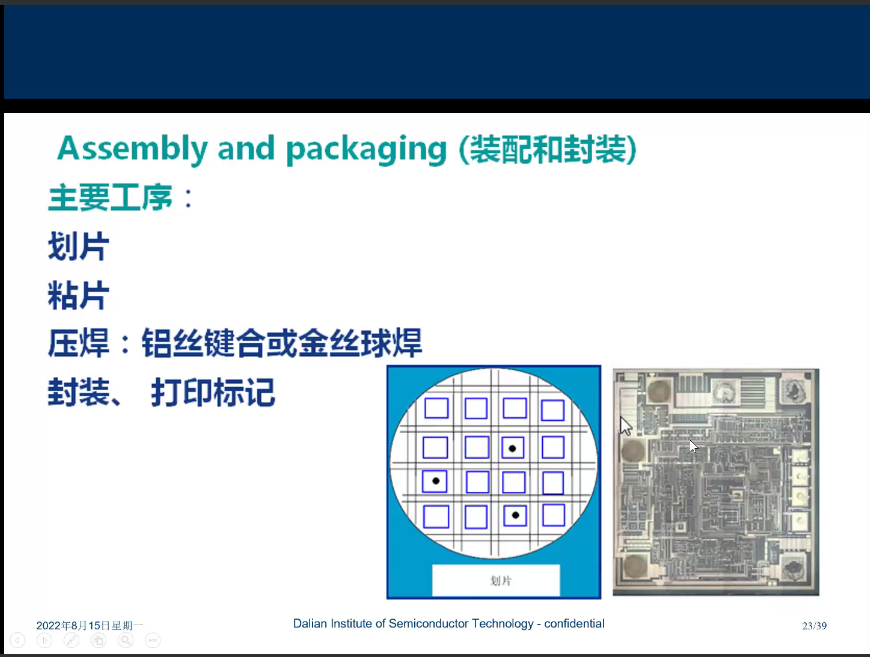 Assembly and packaging (装配和封装)
主要工序：
划片
粘片
压焊：铝丝键合或金丝球焊
封装、 打印标记
划片
2022年8月15日星期一
Dalian Institute of Semiconductor Technology - confidential
23/39